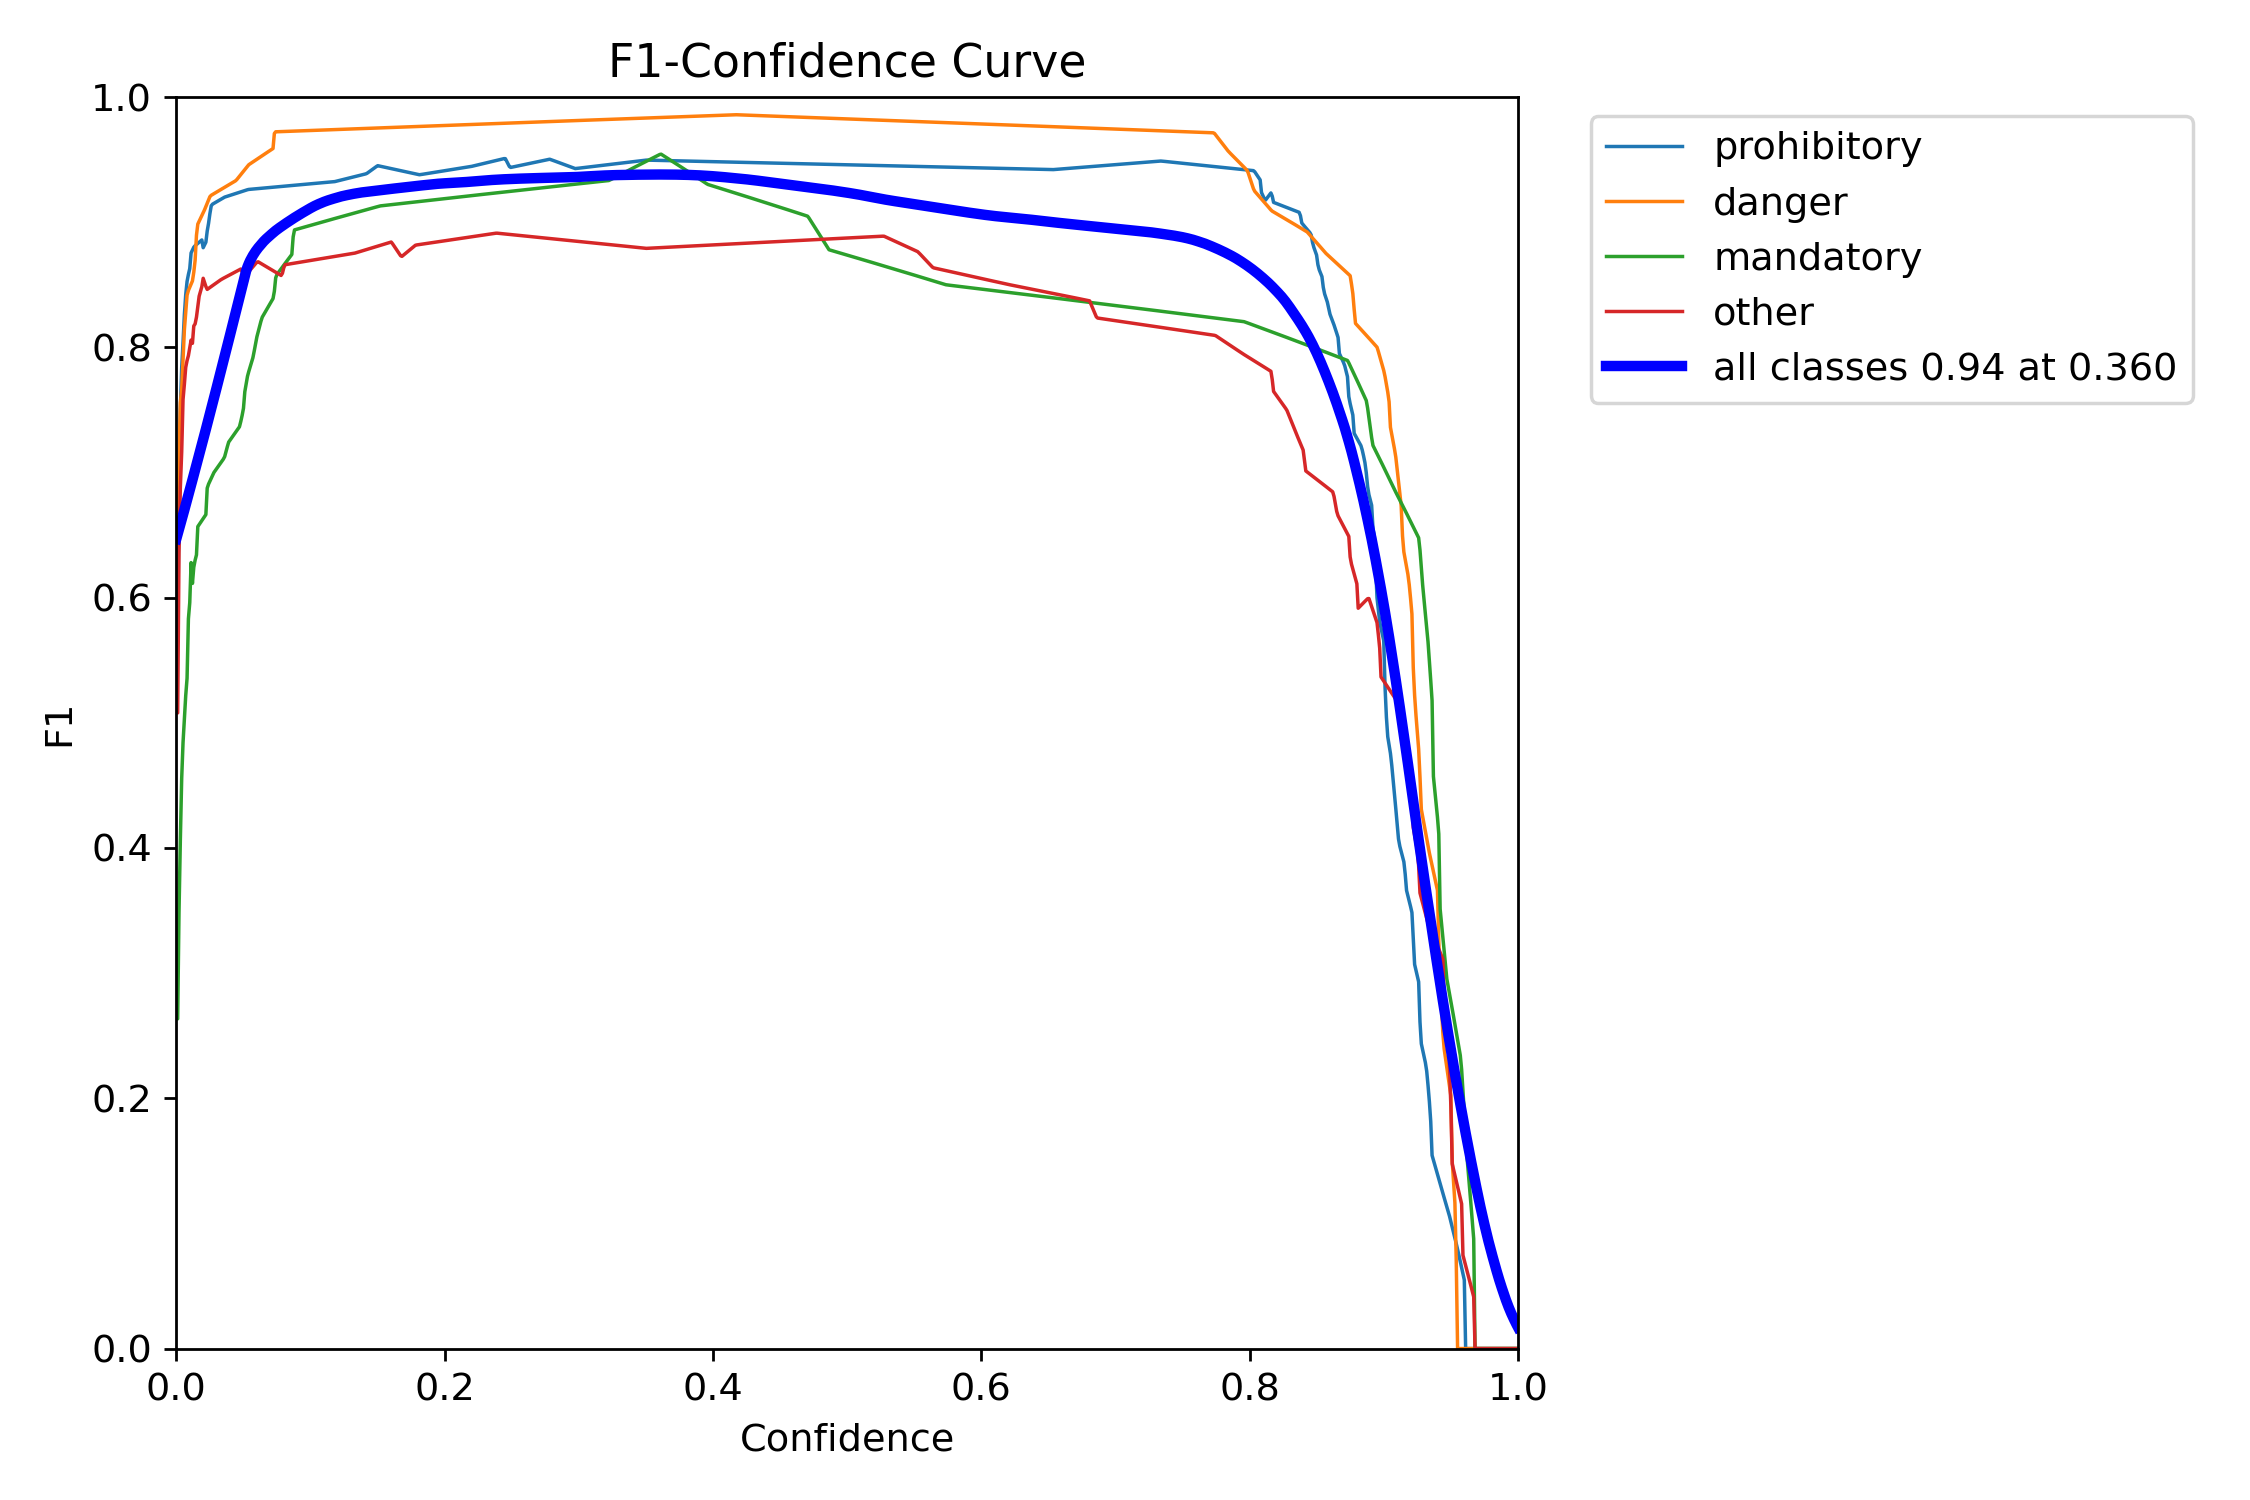 F1-Confidence Curve
1.0
0.8
0.6
0.4
0.2
0.0
F1
0.0 0.2 0.4 0.6 0.8 1.0
Confidence
prohibitory
danger
mandatory
other
all classes 0.94 at 0.360